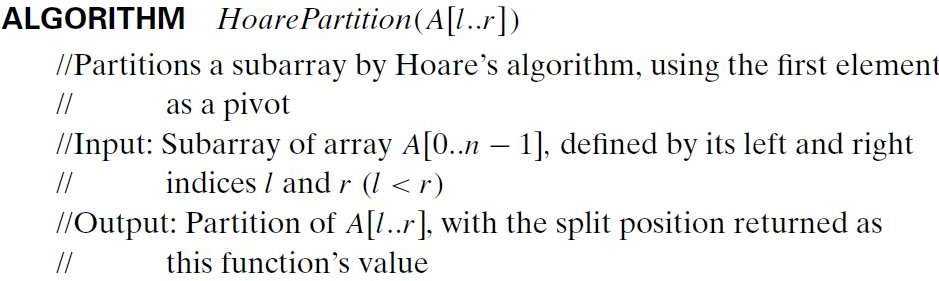 ALGORITHM HoarePartition(A[l..r])
//Partitions a subarray by Hoare’s algorithm, using the first element
// as a pivot
//Input: Subarray of array A[0..n − 1], defined by its left and right
// indices l and r (l < r)
//Output: Partition of A[l..r], with the split position returned as
// this function’s value